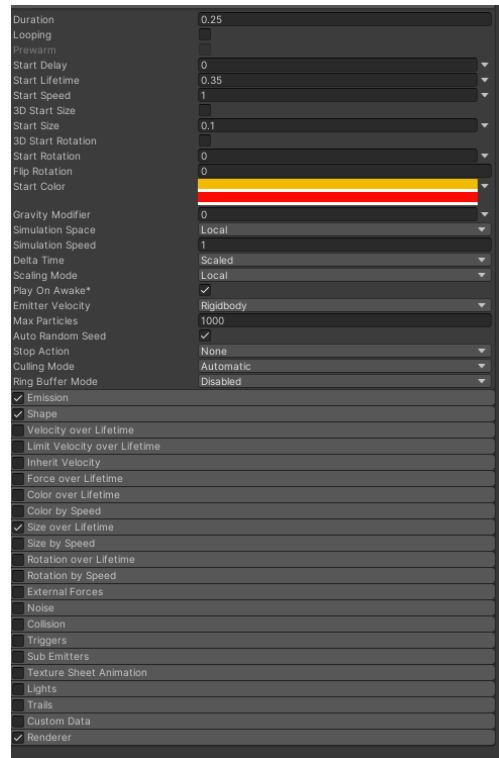 Duration 0.25
Looping
Prewarm
Start Delay 0
Start Lifetime 0.35
Start Speed 1
3D Start Size
Start Size 0.1
3D Start Rotation
Start Rotation 0
Flip Rotation 0
Start Color
Gravity Modifier 0
Simulation Space Local
Simulation Speed 1
Delta Time Scaled
Scaling Mode Local
Play On Awake*
Emitter Velocity Rigidbody
Max Particles 1000
Auto Random Seed
Stop Action None
Culling Mode Automatic
Ring Buffer Mode Disabled
Emission
Shape
Velocity over Lifetime
Limit Velocity over Lifetime
Inherit Velocity
Force over Lifetime
Color over Lifetime
Color by Speed
Size over Lifetime
Size by Speed
Rotation over Lifetime
Rotation by Speed
External Forces
Noise
Collision
Triggers
Sub Emitters
Texture Sheet Animation
Lights
Trails
Custom Data
Renderer